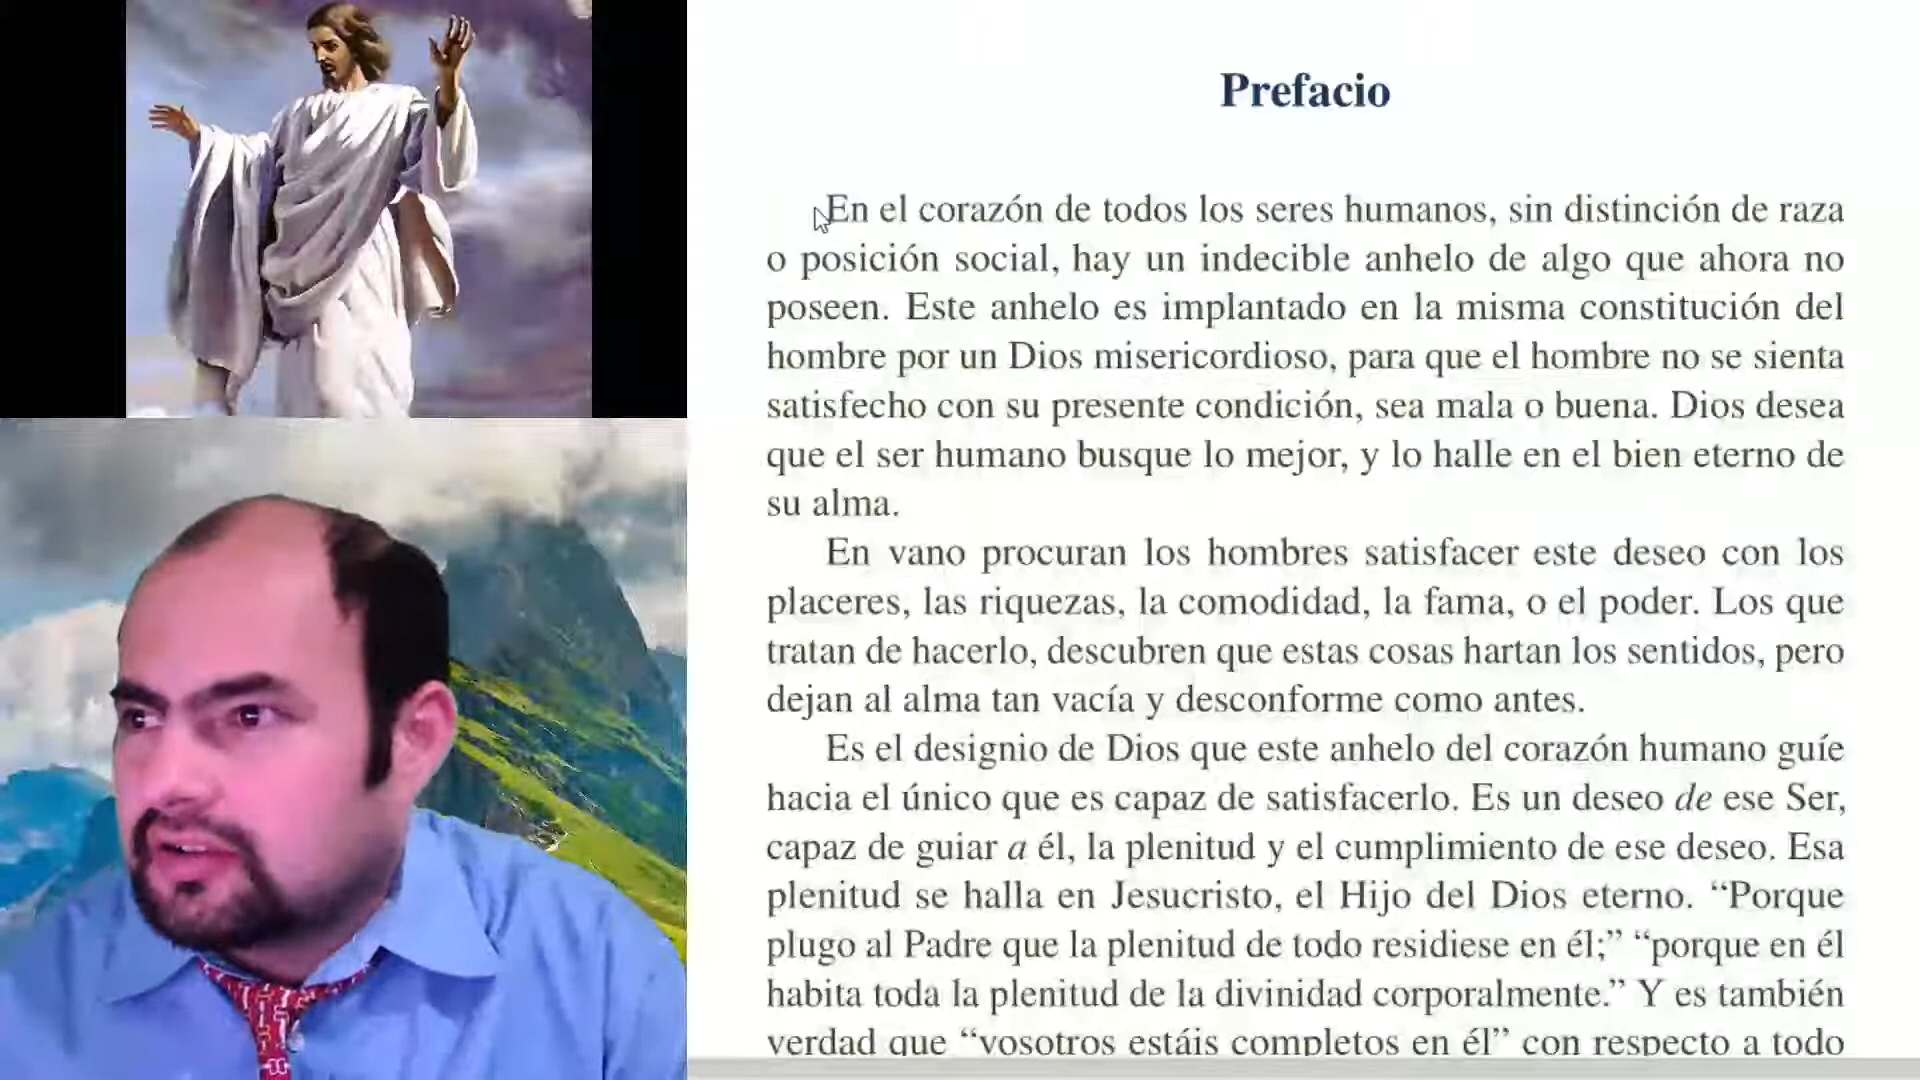 Prefacio
En el corazón de todos los seres humanos, sin distinción de raza
o posición social, hay un indecible anhelo de algo que ahora no
poseen. Este anhelo es implantado en la misma constitución del
hombre por un Dios misericordioso, para que el hombre no se sienta
satisfecho con su presente condición, sea mala o buena. Dios desea
que el ser humano busque lo mejor, y lo halle en el bien eterno de
su alma.
En vano procuran los hombres satisfacer este deseo con los
placeres, las riquezas, la comodidad, la fama, o el poder. Los que
tratan de hacerlo, descubren que estas cosas hartan los sentidos, pero
dejan al alma tan vacía y desconforme como antes.
Es el designio de Dios que este anhelo del corazón humano guíe
hacia el único que es capaz de satisfacerlo. Es un deseo de ese Ser,
capaz de guiar a él, la plenitud y el cumplimiento de ese deseo. Esa
plenitud se halla en Jesucristo, el Hijo del Dios eterno. “Porque
plugo al Padre que la plenitud de todo residiese en él;” “porque en él
habita toda la plenitud de la divinidad corporalmente.” Y es también
verdad que “vosotros estáis completos en él” con respecto a todo